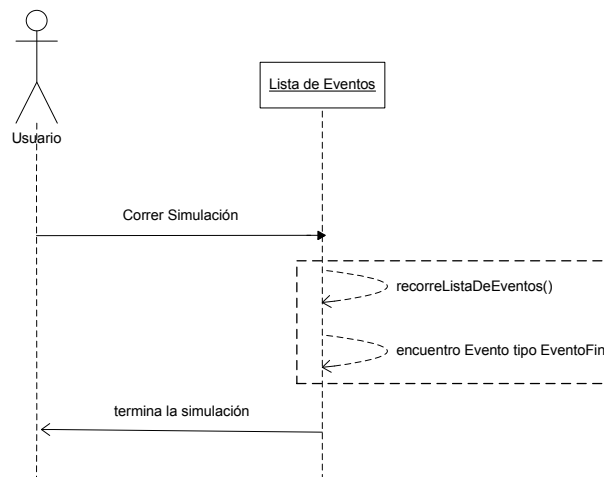 Lista de Eventos
Usuario
Correr Simulación
recorreListaDeEventos()
encuentro Evento tipo EventoFin
termina la simulación